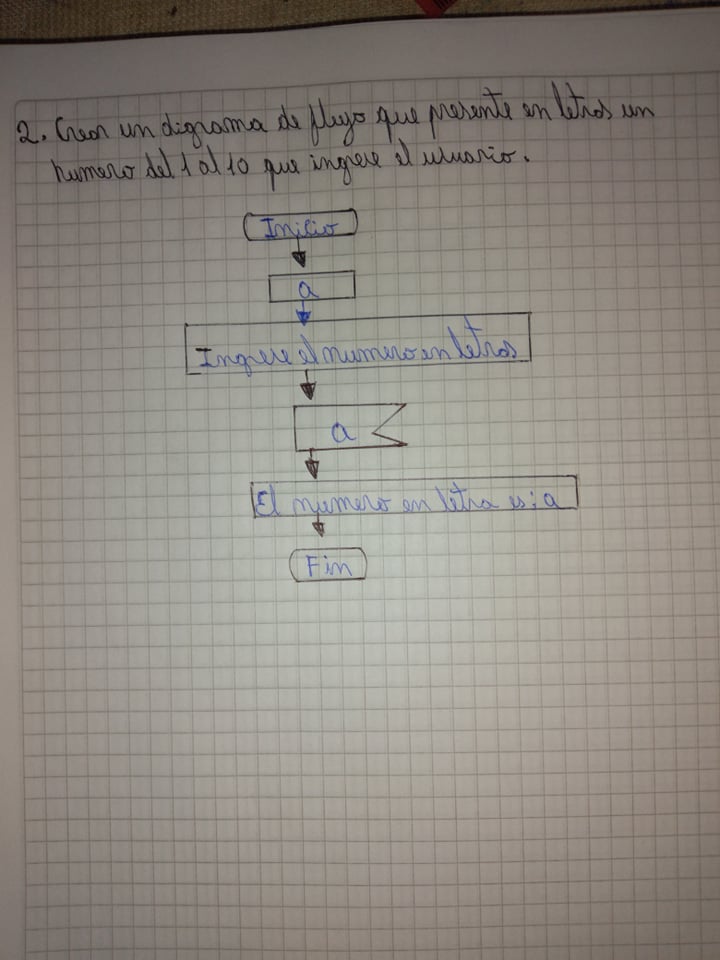 2. Crear un digrama de flujo que presente en letras un
numero del 1 al 10 que ingrese el usuario.
Inicio
a
Ingrese el numero en letras
a
El numero en letra es: a
Fin